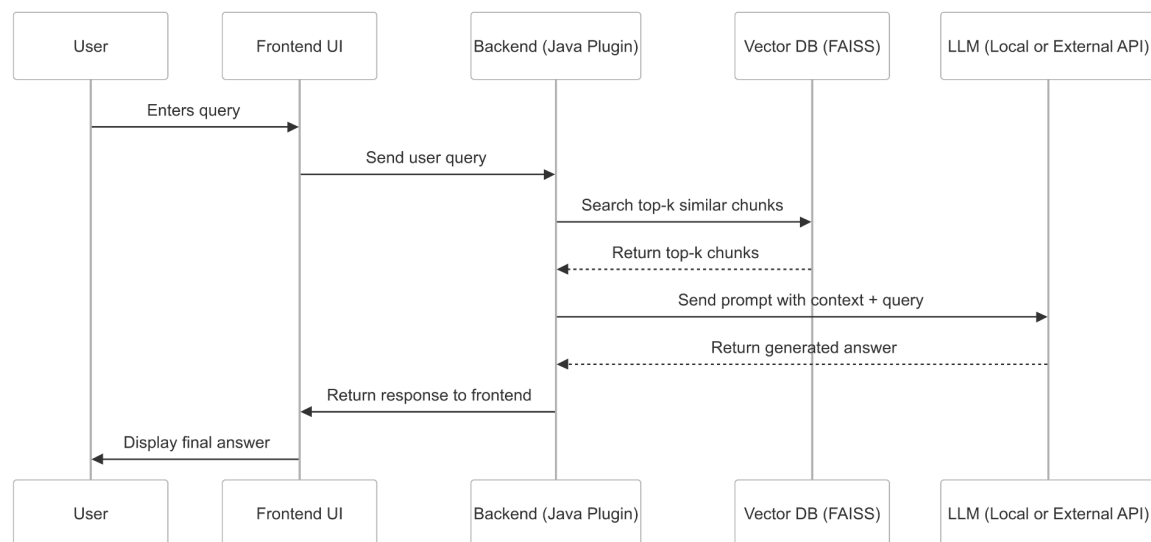 User
Frontend UI
Backend (Java Plugin)
Vector DB (FAISS)
LLM (Local or External API)
Enters query
Send user query
Search top-k similar chunks
Return top-k chunks
Send prompt with context + query
Return generated answer
Return response to frontend
Display final answer
User
Frontend UI
Backend (Java Plugin)
Vector DB (FAISS)
LLM (Local or External API)